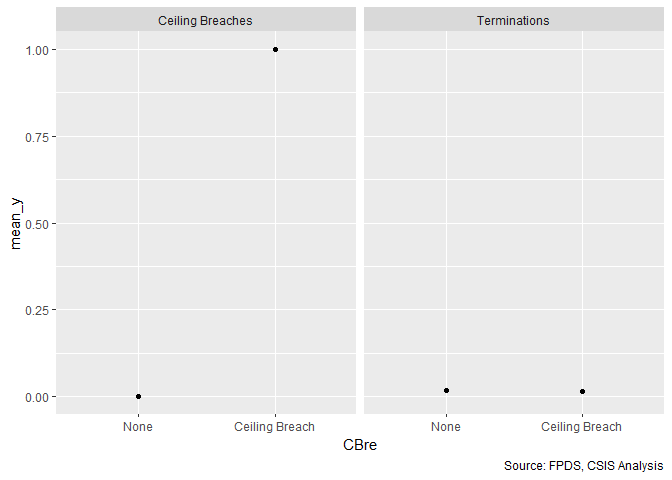 Ceiling Breaches
Terminations
mean_y
1.00
0.75
0.50
0.25
0.00
None
Ceiling Breach
None
Ceiling Breach
CBre
Source: FPDS, CSIS Analysis